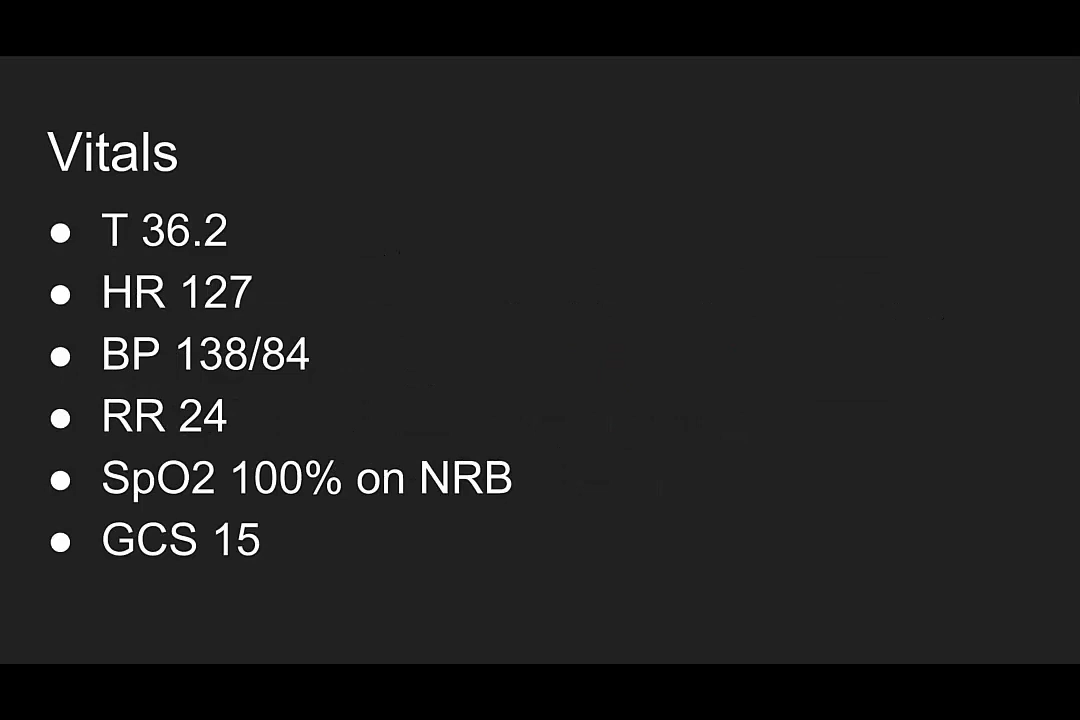 Vitals
● T 36.2
● HR 127
● BP 138/84
● RR 24
● SpO2 100% on NRB
● GCS 15